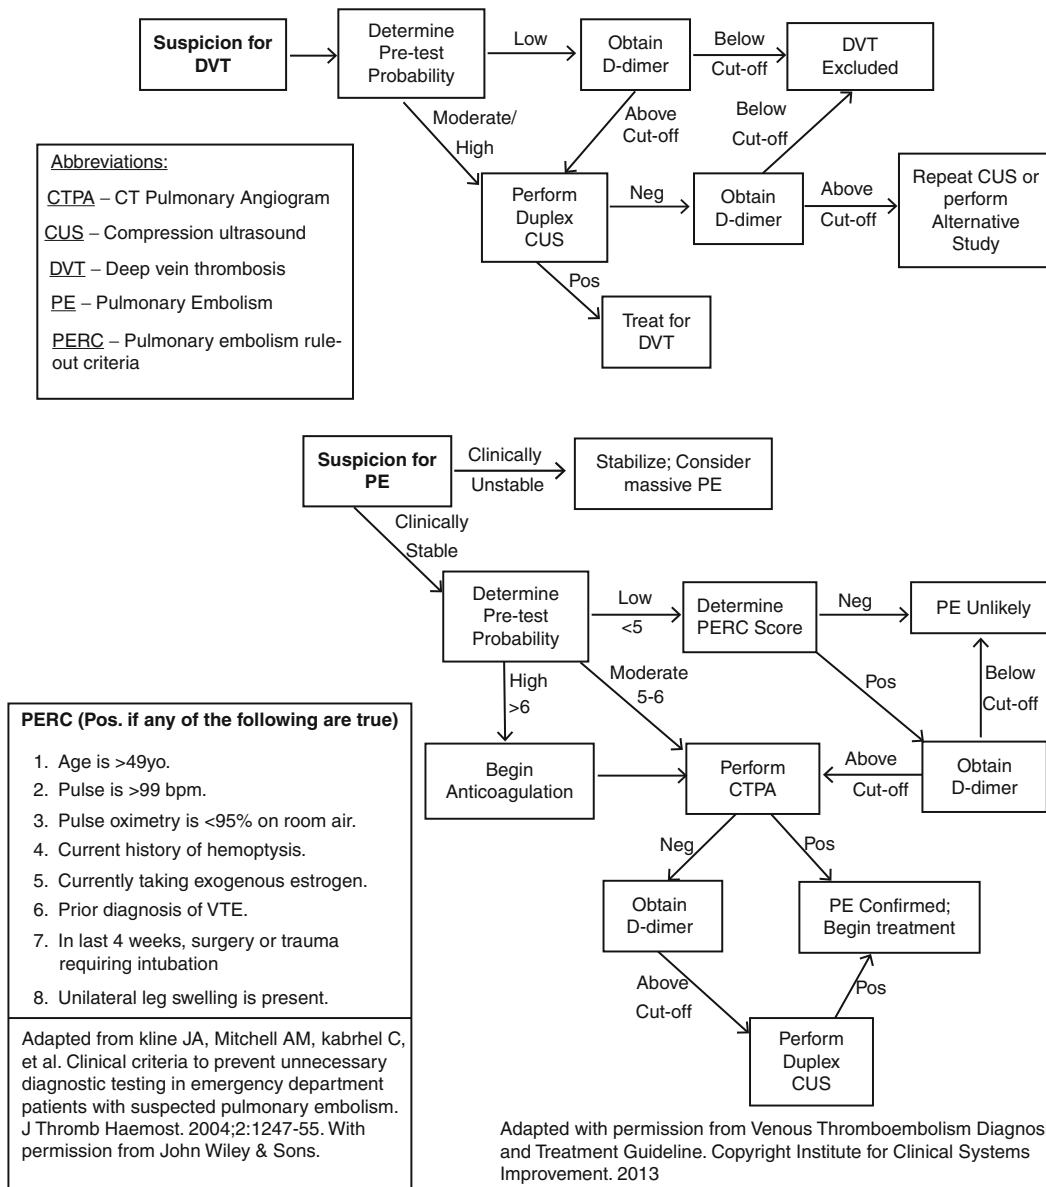 Suspicion for
DVT
Determine
Pre-test
Probability
Low
Obtain
D-dimer
Below
Cut-off
DVT
Excluded
Moderate/
High
Above
Cut-off
Below
Cut-off
Perform
Duplex
CUS
Neg
Obtain
D-dimer
Above
Cut-off
Repeat CUS or
perform
Alternative
Study
Pos
Treat for
DVT
Abbreviations:
CTPA – CT Pulmonary Angiogram
CUS – Compression ultrasound
DVT – Deep vein thrombosis
PE – Pulmonary Embolism
PERC – Pulmonary embolism rule-
out criteria
Suspicion for
PE
Clinically
Unstable
Stabilize; Consider
massive PE
Clinically
Stable
Determine
Pre-test
Probability
Low
<5
Determine
PERC Score
Neg
PE Unlikely
High
>6
Moderate
5-6
Pos
Below
Cut-off
Begin
Anticoagulation
Perform
CTPA
Above
Cut-off
Obtain
D-dimer
Neg
Pos
Obtain
D-dimer
PE Confirmed;
Begin treatment
Above
Cut-off
Pos
Perform
Duplex
CUS
PERC (Pos. if any of the following are true)
1. Age is >49yo.
2. Pulse is >99 bpm.
3. Pulse oximetry is <95% on room air.
4. Current history of hemoptysis.
5. Currently taking exogenous estrogen.
6. Prior diagnosis of VTE.
7. In last 4 weeks, surgery or trauma
requiring intubation
8. Unilateral leg swelling is present.
Adapted from kline JA, Mitchell AM, kabrhel C,
et al. Clinical criteria to prevent unnecessary
diagnostic testing in emergency department
patients with suspected pulmonary embolism.
J Thromb Haemost. 2004;2:1247-55. With
permission from John Wiley & Sons.
Adapted with permission from Venous Thromboembolism Diagnos
and Treatment Guideline. Copyright Institute for Clinical Systems
Improvement. 2013